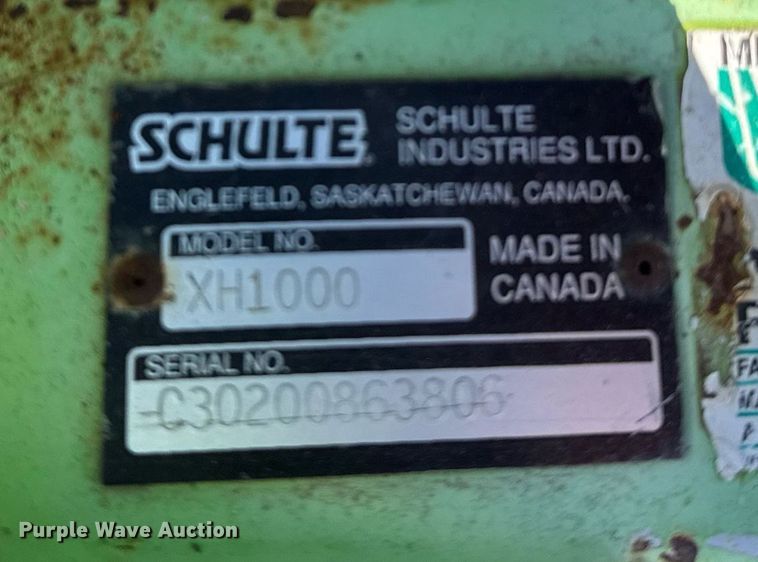 SCHULTE
SCHULTE
INDUSTRIES LTD.
ENGLEFELD, SASKATCHEWAN, CANADA.
MODEL NO.
XH1000
MADE IN
CANADA
SERIAL NO.
C30200863806
Purple Wave Auction